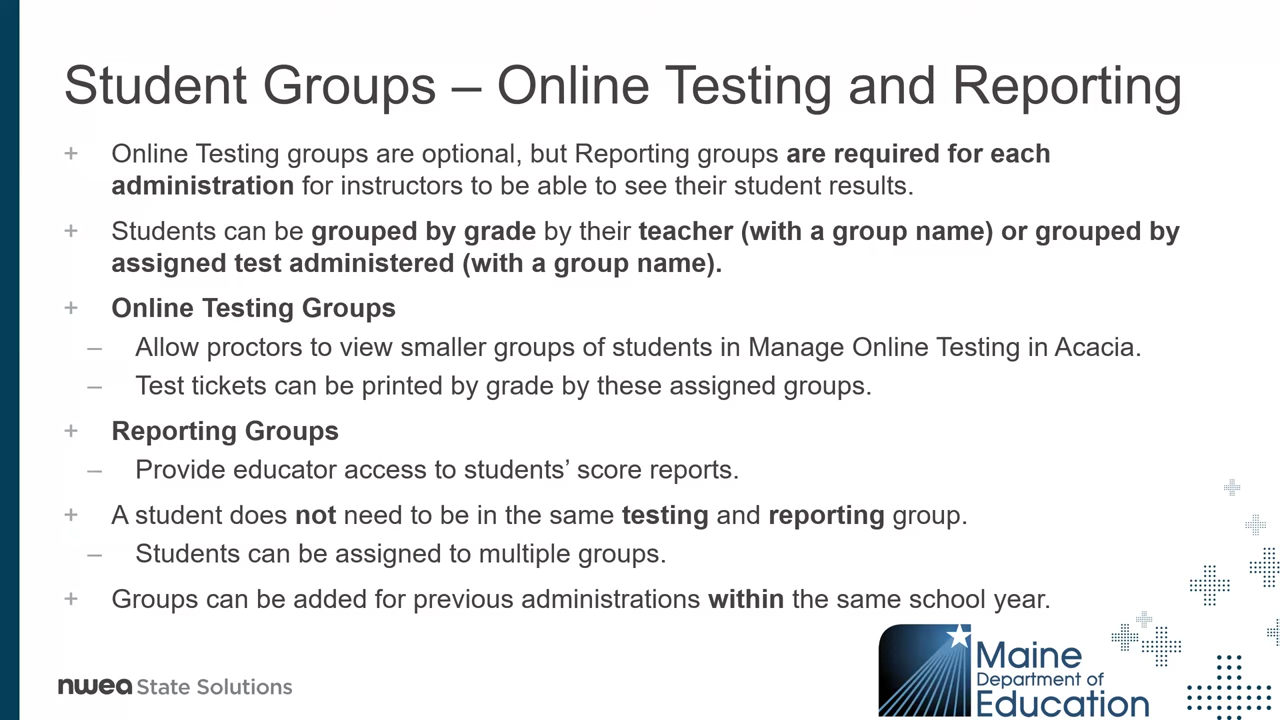 Student Groups – Online Testing and Reporting
+ Online Testing groups are optional, but Reporting groups are required for each
administration for instructors to be able to see their student results.
+ Students can be grouped by grade by their teacher (with a group name) or grouped by
assigned test administered (with a group name).
+ Online Testing Groups
– Allow proctors to view smaller groups of students in Manage Online Testing in Acacia.
– Test tickets can be printed by grade by these assigned groups.
+ Reporting Groups
– Provide educator access to students’ score reports.
+ A student does not need to be in the same testing and reporting group.
– Students can be assigned to multiple groups.
+ Groups can be added for previous administrations within the same school year.
nwea State Solutions
Maine
Department of
Education